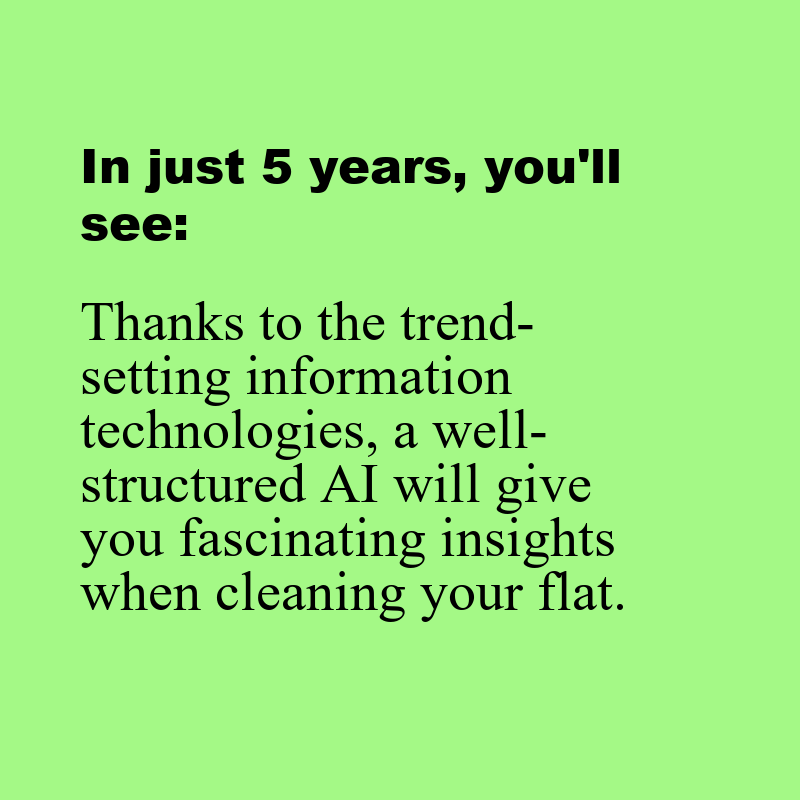 In just 5 years, you'll
see:
Thanks to the trend-
setting information
technologies, a well-
structured AI will give
you fascinating insights
when cleaning your flat.